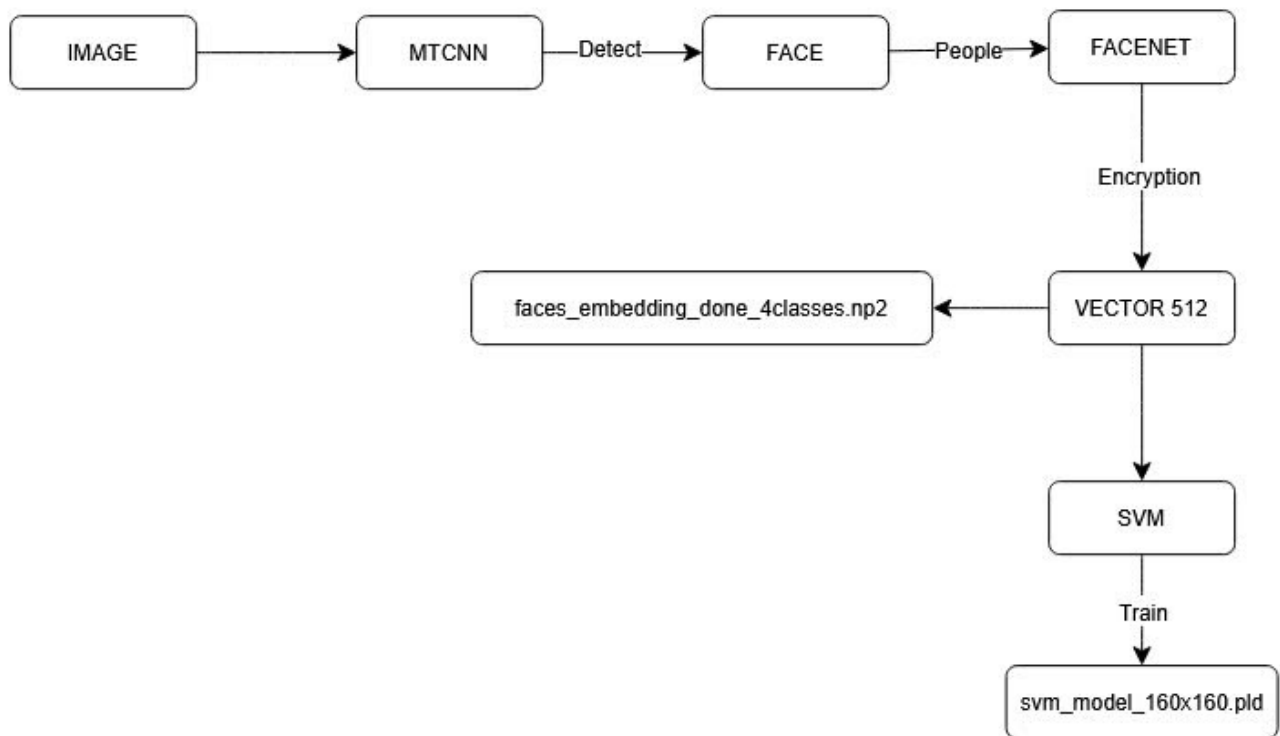 IMAGE
MTCNN
Detect
FACE
People
FACENET
Encryption
faces_embedding_done_4classes.np2
VECTOR 512
SVM
Train
svm_model_160x160.pld